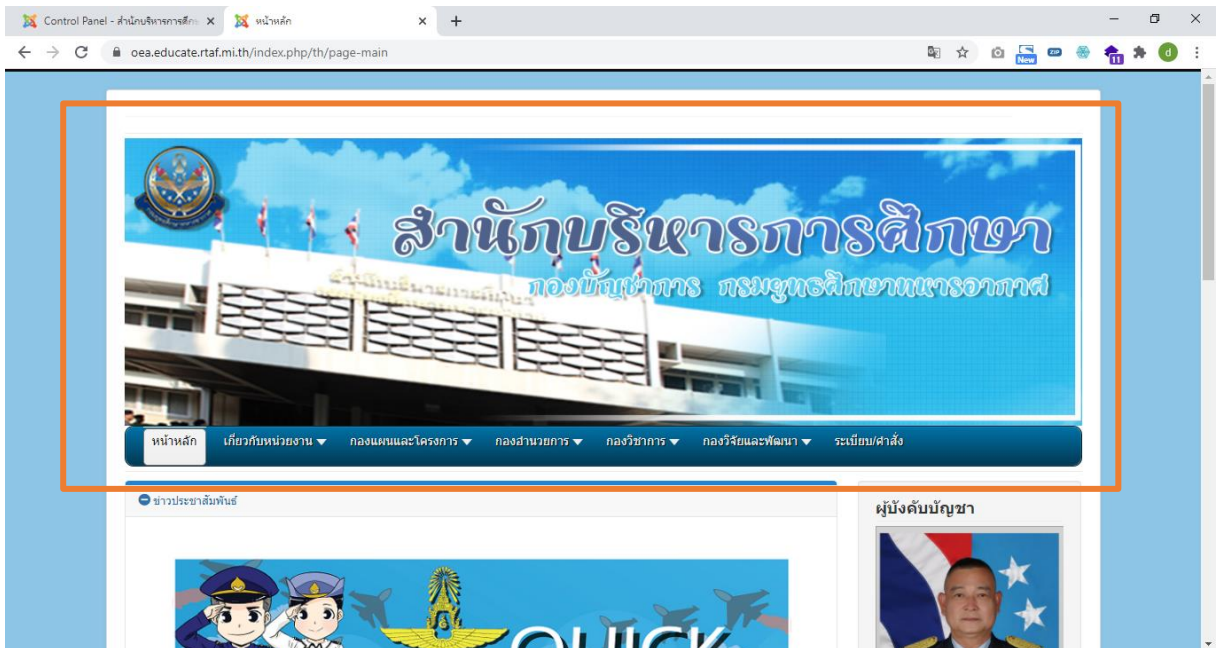 Control Panel - สำนักบริหารการศึก
หน้าหลัก
oea.educate.rtaf.mi.th/index.php/th/page-main
New
ZIP
11
d
สำนักบริหารการศึกษา
กองบัญชาการ กรมยุทธศึกษาทหารอากาศ
หน้าหลัก เกี่ยวกับหน่วยงาน กองแผนและโครงการ กองอำนวยการ กองวิชาการ กองวิจัยและพัฒนา ระเบียบ/คำสั่ง
ข่าวประชาสัมพันธ์
ผู้บังคับบัญชา
QUICK